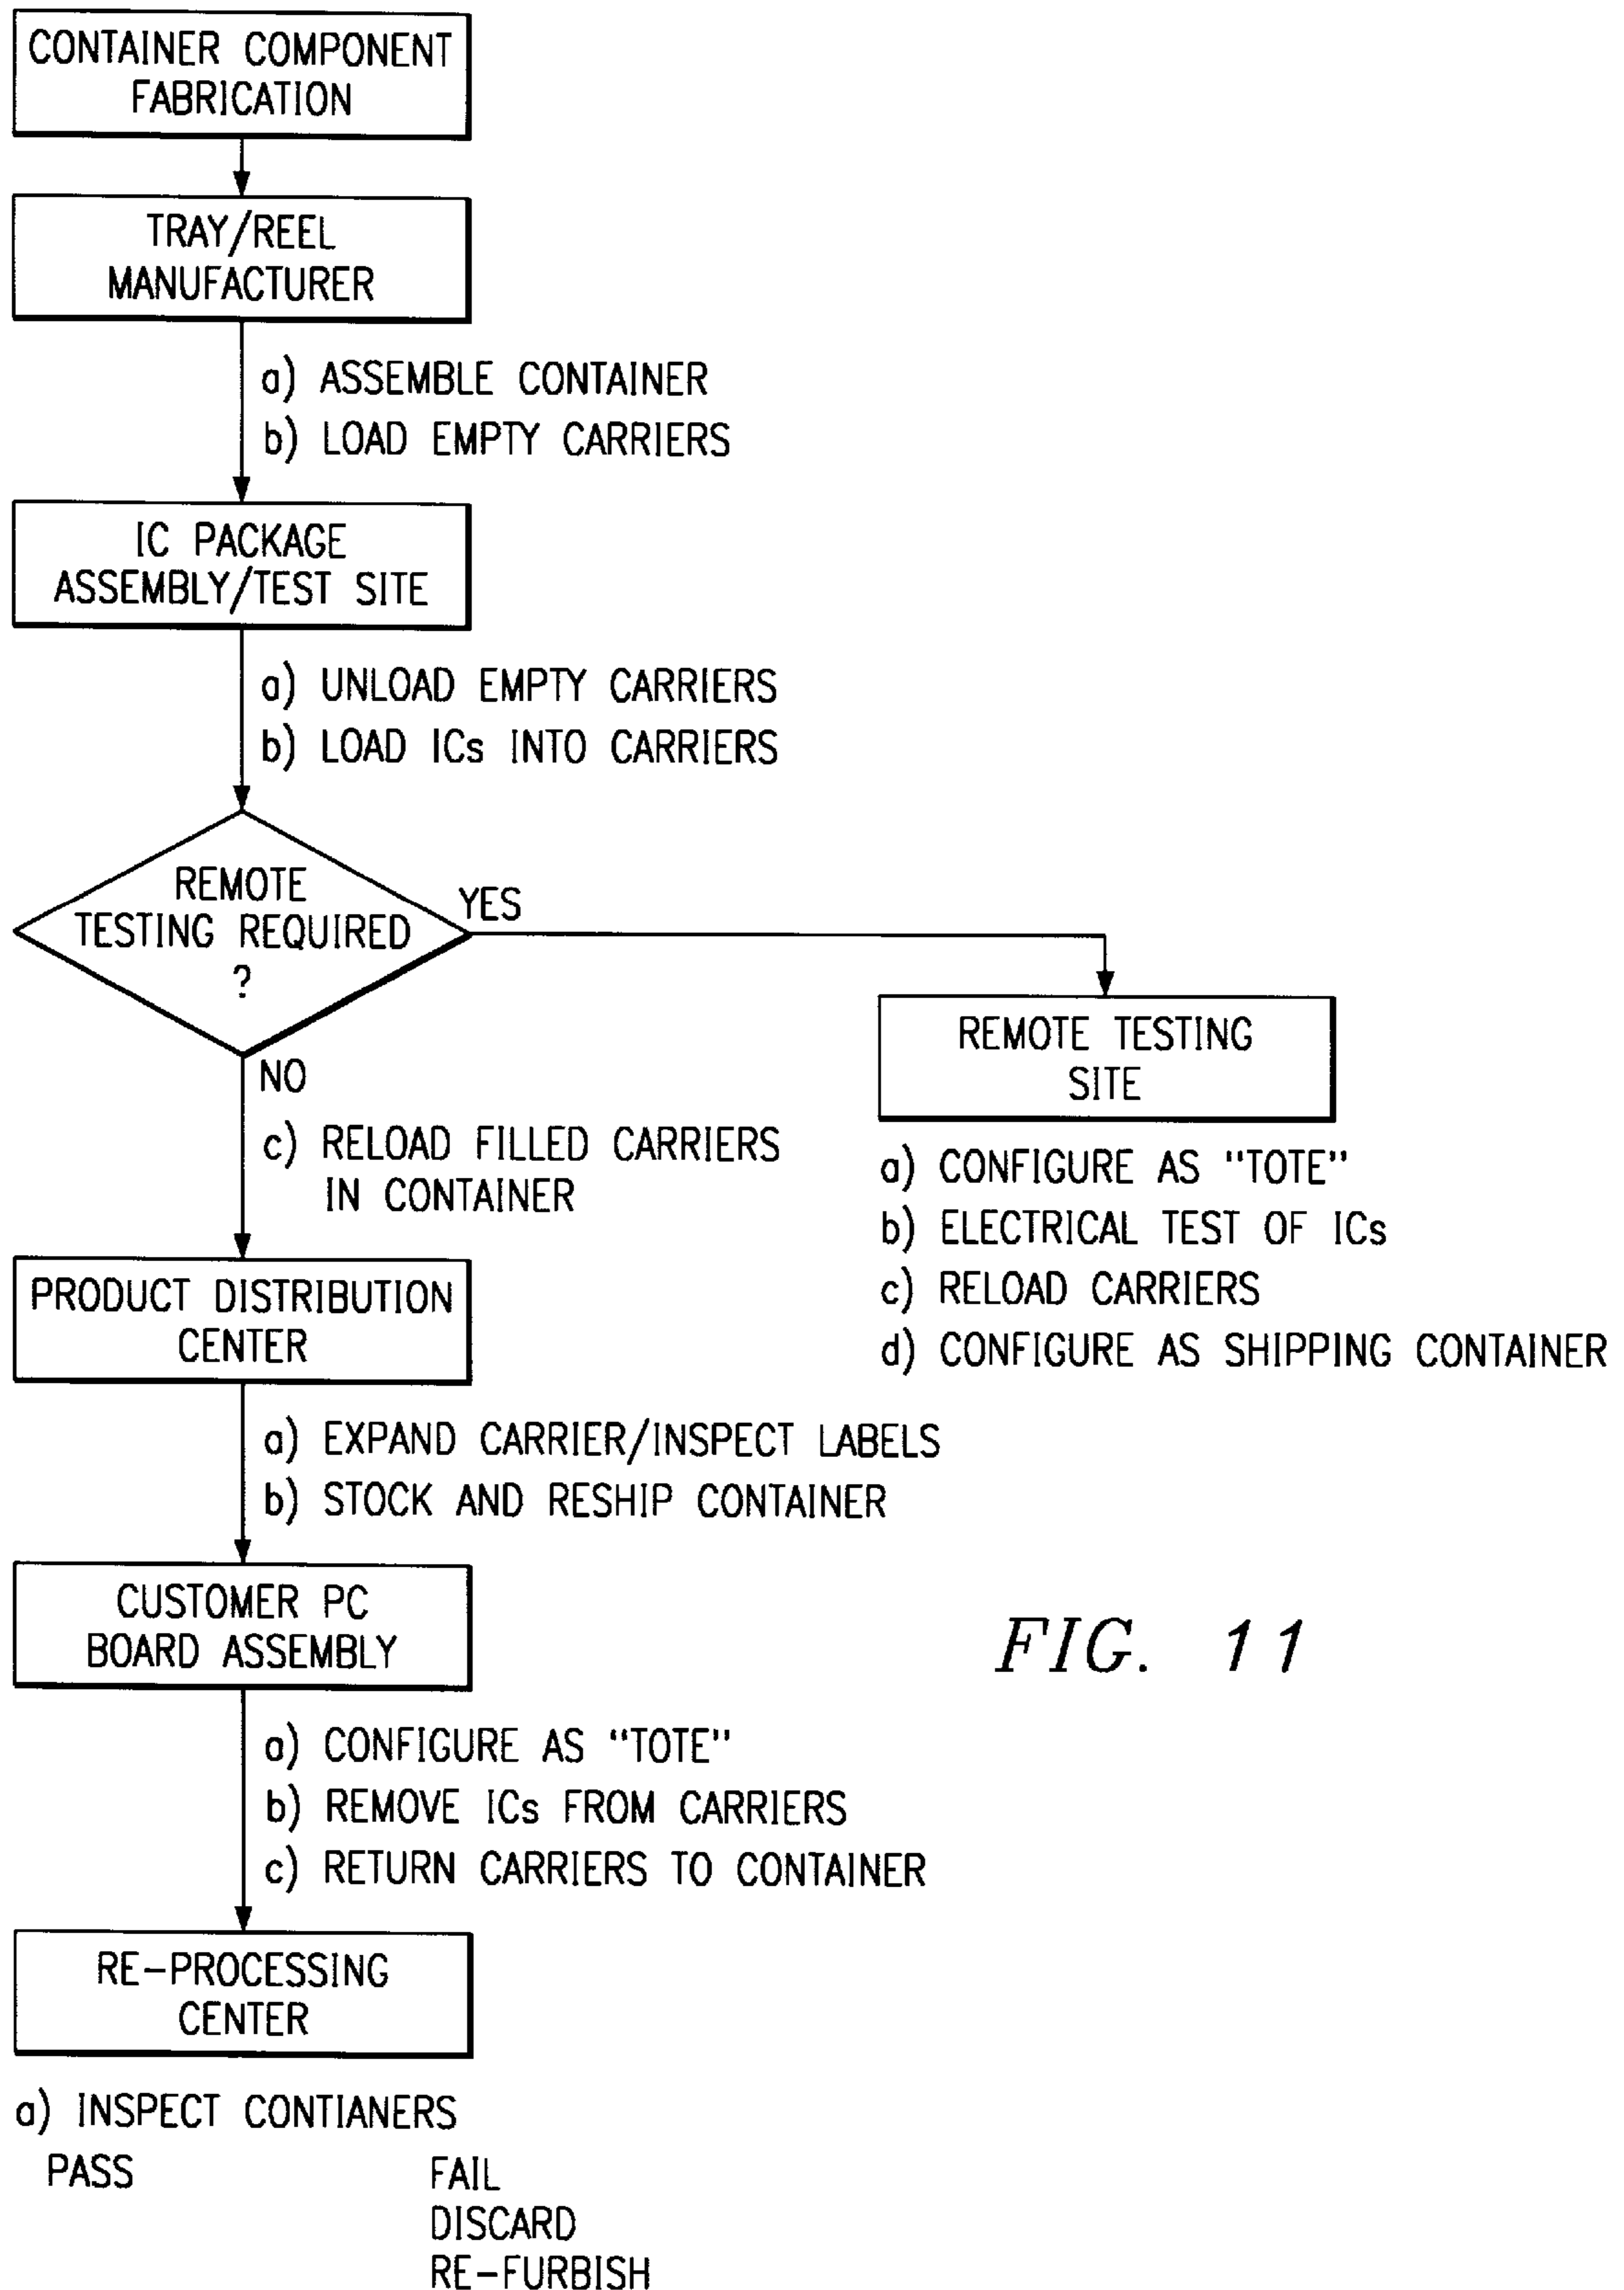 CONTAINER COMPONENT
FABRICATION
TRAY/REEL
MANUFACTURER
a) ASSEMBLE CONTAINER
b) LOAD EMPTY CARRIERS
IC PACKAGE
ASSEMBLY/TEST SITE
a) UNLOAD EMPTY CARRIERS
b) LOAD ICs INTO CARRIERS
REMOTE
TESTING REQUIRED
?
YES
NO
REMOTE TESTING
SITE
a) CONFIGURE AS "TOTE"
b) ELECTRICAL TEST OF ICs
c) RELOAD CARRIERS
d) CONFIGURE AS SHIPPING CONTAINER
c) RELOAD FILLED CARRIERS
IN CONTAINER
PRODUCT DISTRIBUTION
CENTER
a) EXPAND CARRIER/INSPECT LABELS
b) STOCK AND RESHIP CONTAINER
CUSTOMER PC
BOARD ASSEMBLY
FIG. 11
a) CONFIGURE AS "TOTE"
b) REMOVE ICs FROM CARRIERS
c) RETURN CARRIERS TO CONTAINER
RE-PROCESSING
CENTER
a) INSPECT CONTIANERS
PASS
FAIL
DISCARD
RE-FURBISH